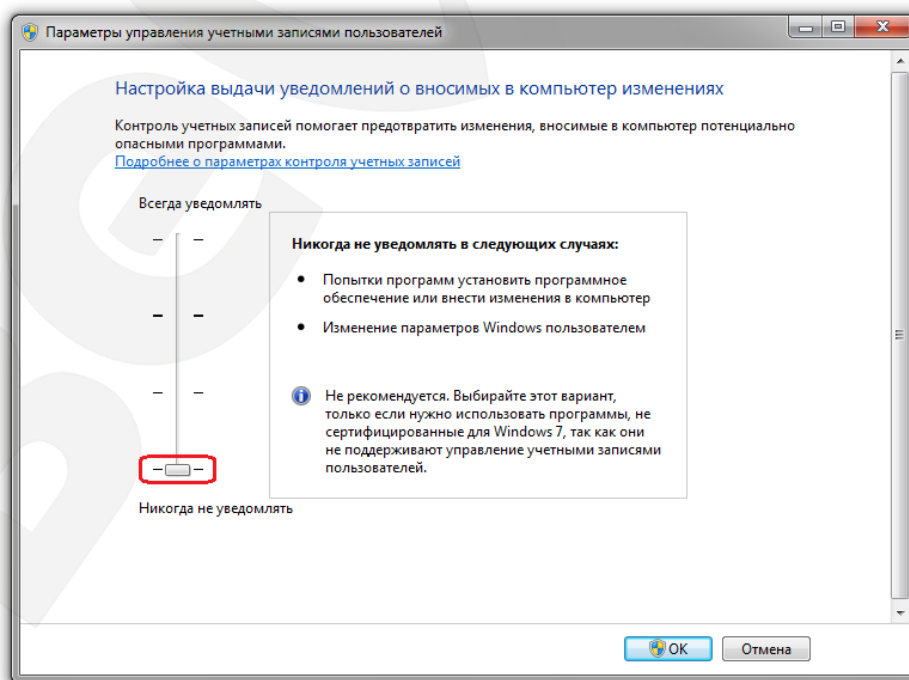 Параметры управления учетными записями пользователей
Настройка выдачи уведомлений о вносимых в компьютер изменениях
Контроль учетных записей помогает предотвратить изменения, вносимые в компьютер потенциально
опасными программами.
Подробнее о параметрах контроля учетных записей
Всегда уведомлять
Никогда не уведомлять в следующих случаях:
Попытки программ установить программное
обеспечение или внести изменения в компьютер
Изменение параметров Windows пользователем
Не рекомендуется. Выбирайте этот вариант,
только если нужно использовать программы, не
сертифицированные для Windows 7, так как они
не поддерживают управление учетными записями
пользователей.
Никогда не уведомлять
ОК
Отмена